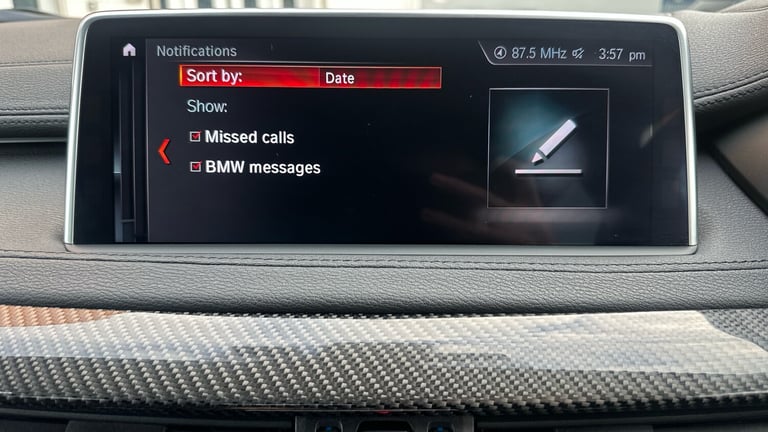 Notifications
87.5 MHz 3:57 pm
Sort by: Date
Show:
Missed calls
BMW messages